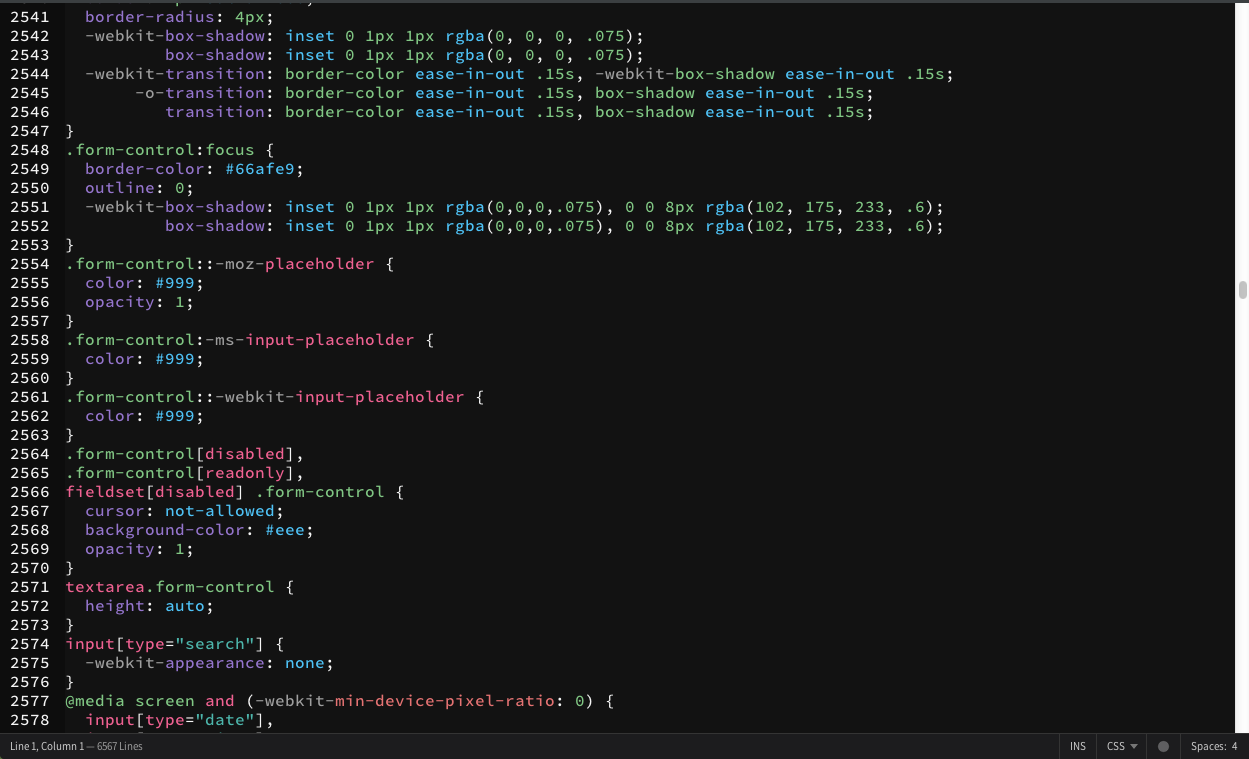 2541   border-radius: 4px;
2542   -webkit-box-shadow: inset 0 1px 1px rgba(0, 0, 0, .075);
2543           box-shadow: inset 0 1px 1px rgba(0, 0, 0, .075);
2544   -webkit-transition: border-color ease-in-out .15s, -webkit-box-shadow ease-in-out .15s;
2545        -o-transition: border-color ease-in-out .15s, box-shadow ease-in-out .15s;
2546           transition: border-color ease-in-out .15s, box-shadow ease-in-out .15s;
2547 }
2548 .form-control:focus {
2549   border-color: #66afe9;
2550   outline: 0;
2551   -webkit-box-shadow: inset 0 1px 1px rgba(0,0,0,.075), 0 0 8px rgba(102, 175, 233, .6);
2552           box-shadow: inset 0 1px 1px rgba(0,0,0,.075), 0 0 8px rgba(102, 175, 233, .6);
2553 }
2554 .form-control::-moz-placeholder {
2555   color: #999;
2556   opacity: 1;
2557 }
2558 .form-control:-ms-input-placeholder {
2559   color: #999;
2560 }
2561 .form-control::-webkit-input-placeholder {
2562   color: #999;
2563 }
2564 .form-control[disabled],
2565 .form-control[readonly],
2566 fieldset[disabled] .form-control {
2567   cursor: not-allowed;
2568   background-color: #eee;
2569   opacity: 1;
2570 }
2571 textarea.form-control {
2572   height: auto;
2573 }
2574 input[type="search"] {
2575   -webkit-appearance: none;
2576 }
2577 @media screen and (-webkit-min-device-pixel-ratio: 0) {
2578   input[type="date"],
Line 1, Column 1 — 6567 Lines INS CSS Spaces: 4